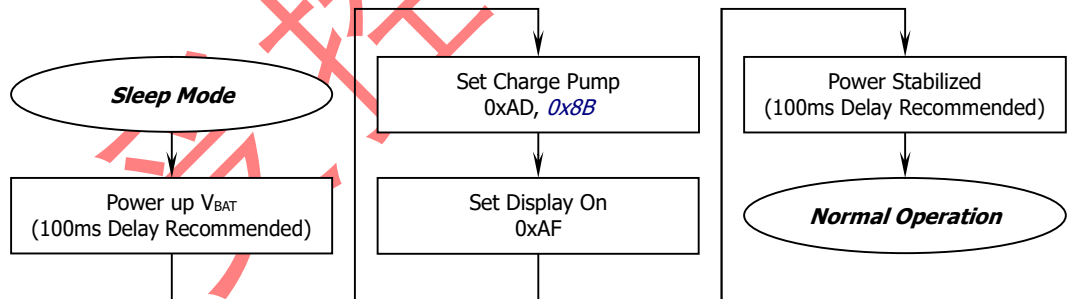 Sleep Mode
Power up VBAT
(100ms Delay Recommended)
Set Charge Pump
0xAD, 0x8B
Set Display On
0xAF
Power Stabilized
(100ms Delay Recommended)
Normal Operation